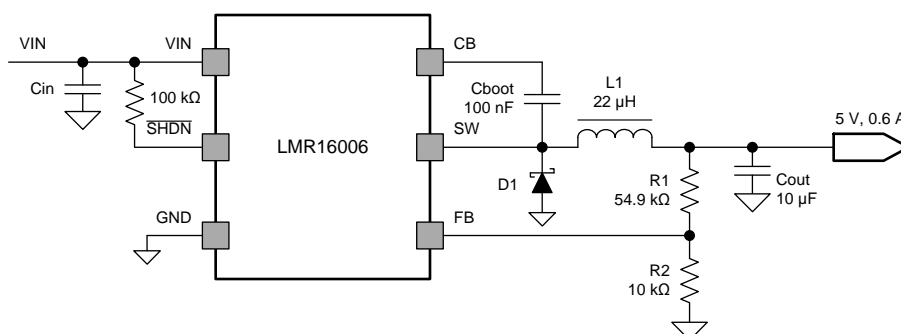 VIN
VIN
CB
Cin
100 kΩ
SHDN
LMR16006
Cboot
100 nF
L1
22 µH
SW
5 V, 0.6 A
D1
R1
54.9 kΩ
Cout
10 µF
GND
FB
R2
10 kΩ